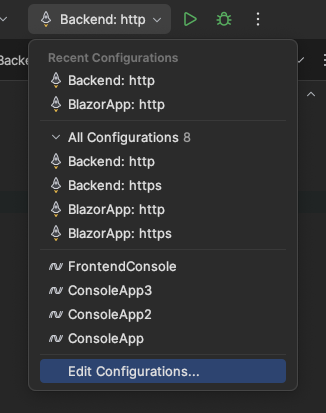 Backend: http
Backe
Recent Configurations
Backend: http
BlazorApp: http
All Configurations 8
Backend: http
Backend: https
BlazorApp: http
BlazorApp: https
FrontendConsole
ConsoleApp3
ConsoleApp2
ConsoleApp
Edit Configurations...